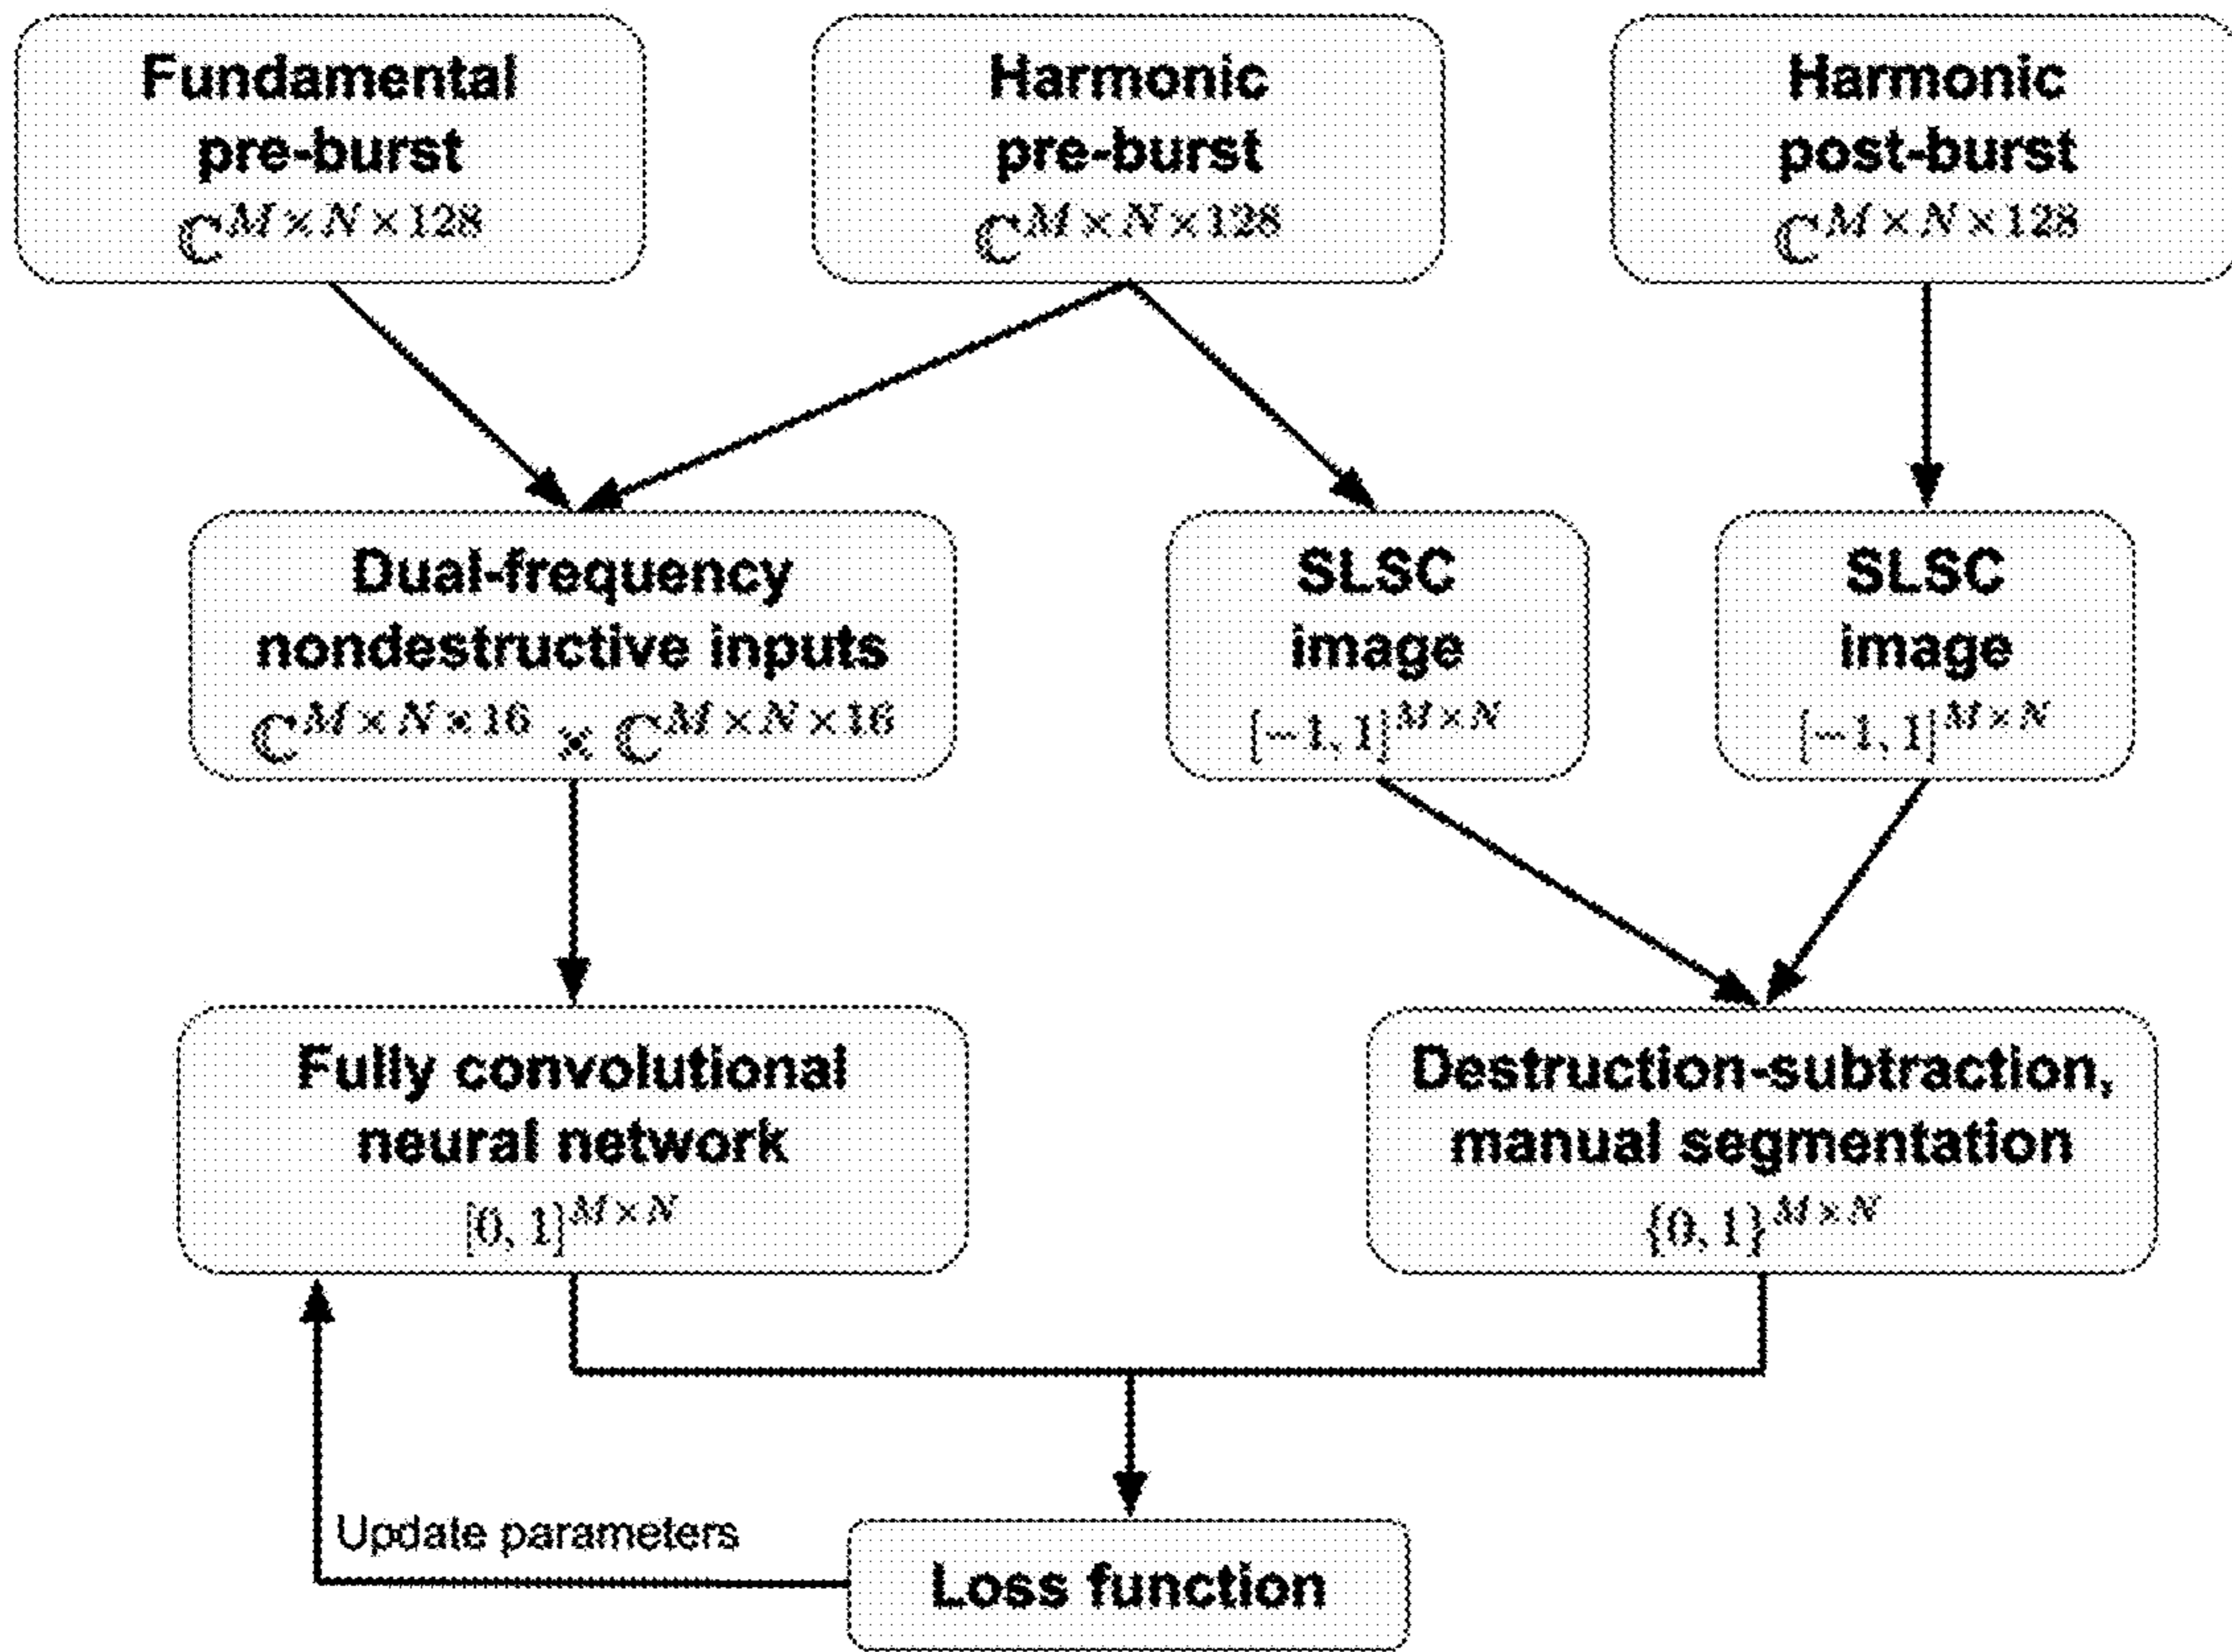 Fundamental
pre-burst
ℂ^{M×N×128}
Harmonic
pre-burst
ℂ^{M×N×128}
Harmonic
post-burst
ℂ^{M×N×128}
Dual-frequency
nondestructive inputs
ℂ^{M×N×16} × ℂ^{M×N×16}
SLSC
image
[−1, 1]^{M×N}
SLSC
image
[−1, 1]^{M×N}
Fully convolutional
neural network
[0, 1]^{M×N}
Destruction-subtraction,
manual segmentation
{0, 1}^{M×N}
Update parameters
Loss function